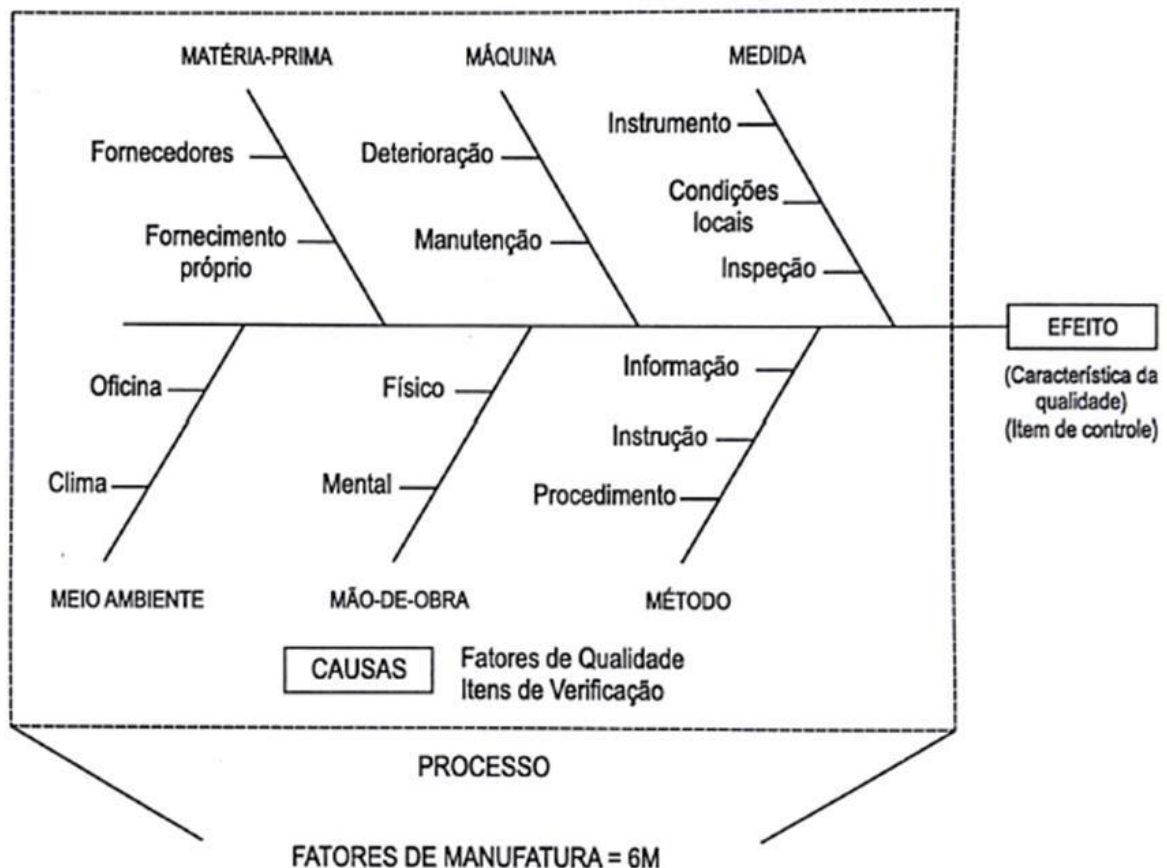 MATÉRIA-PRIMA
MÁQUINA
MEDIDA
Fornecedores
Fornecimento
próprio
Deterioração
Manutenção
Instrumento
Condições
locais
Inspeção
EFEITO
(Característica da
qualidade)
(Item de controle)
Oficina
Clima
Físico
Mental
Informação
Instrução
Procedimento
MEIO AMBIENTE
MÃO-DE-OBRA
MÉTODO
CAUSAS
Fatores de Qualidade
Itens de Verificação
PROCESSO
FATORES DE MANUFATURA = 6M